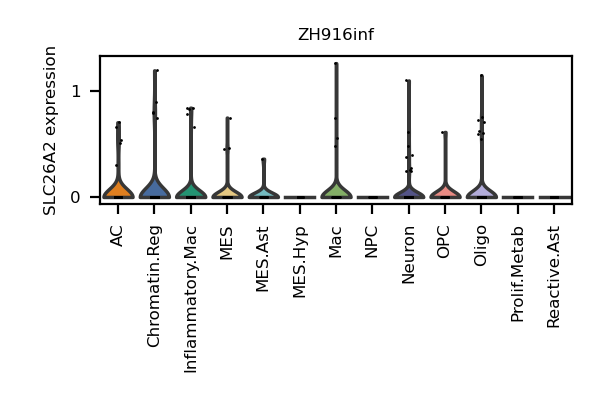 ZH916inf
SLC26A2 expression
1
0
AC
Chromatin.Reg
Inflammatory.Mac
MES
MES.Ast
MES.Hyp
Mac
NPC
Neuron
OPC
Oligo
Prolif.Metab
Reactive.Ast